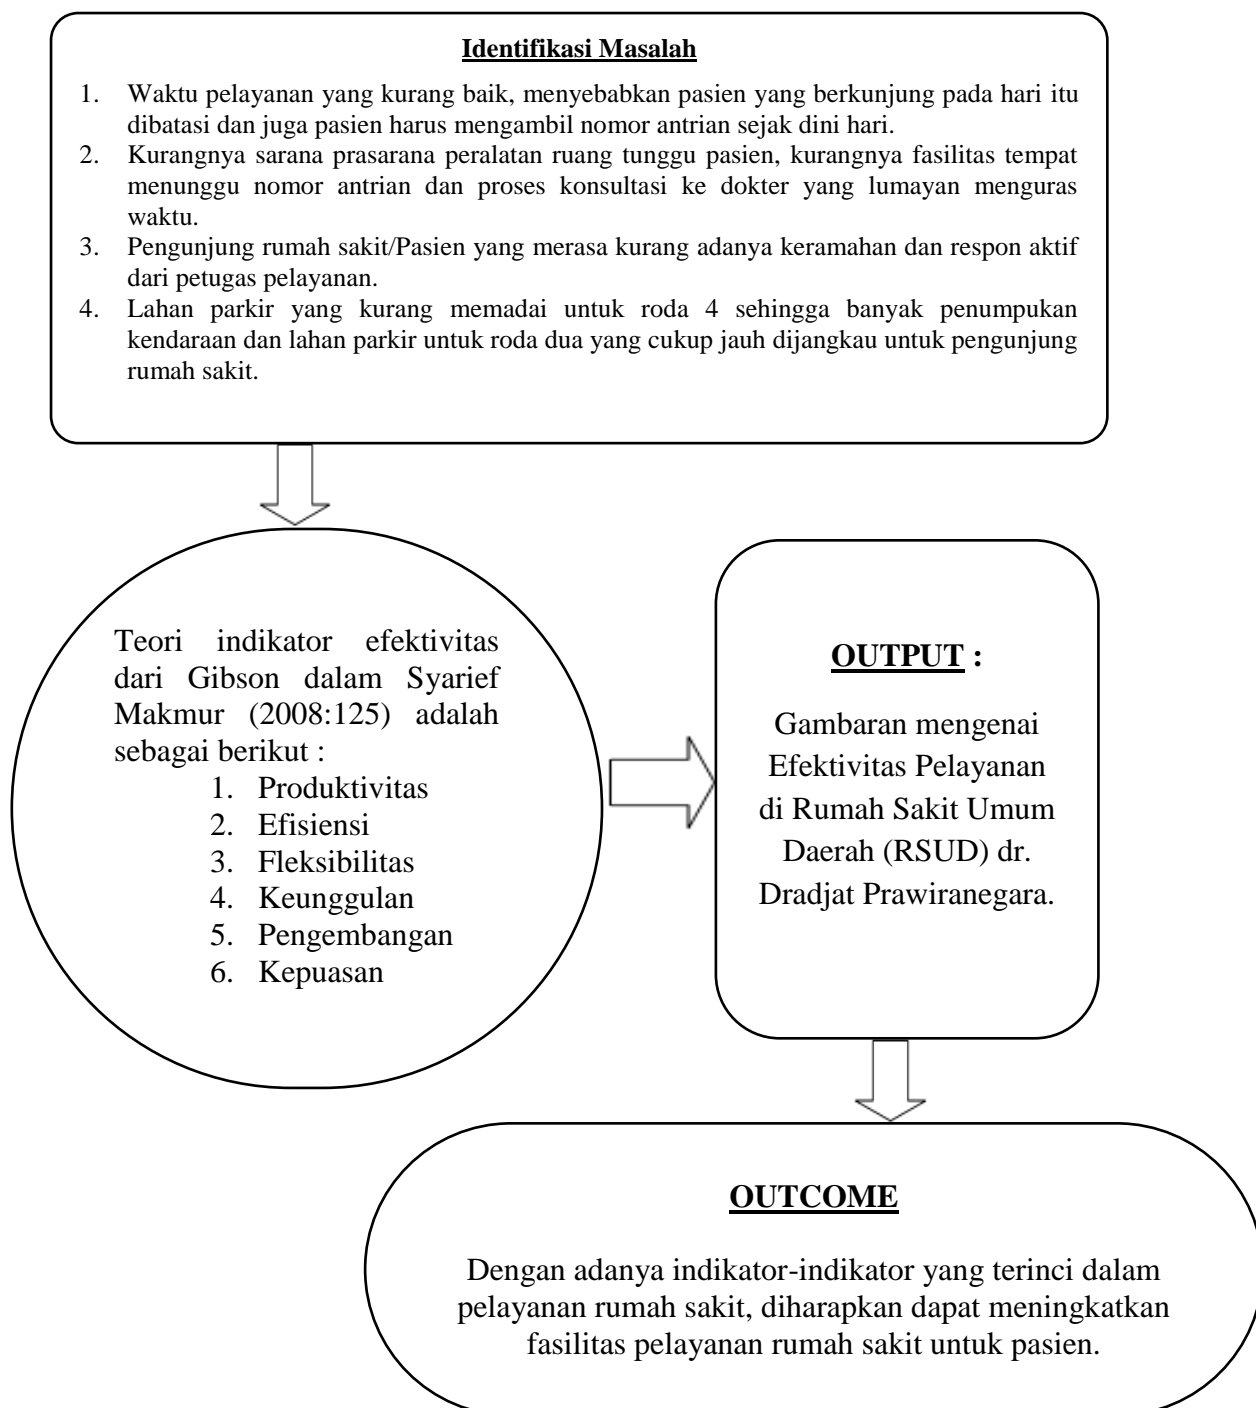 Identifikasi Masalah
1. Waktu pelayanan yang kurang baik, menyebabkan pasien yang berkunjung pada hari itu
dibatasi dan juga pasien harus mengambil nomor antrian sejak dini hari.
2. Kurangnya sarana prasarana peralatan ruang tunggu pasien, kurangnya fasilitas tempat
menunggu nomor antrian dan proses konsultasi ke dokter yang lumayan menguras
waktu.
3. Pengunjung rumah sakit/Pasien yang merasa kurang adanya keramahan dan respon aktif
dari petugas pelayanan.
4. Lahan parkir yang kurang memadai untuk roda 4 sehingga banyak penumpukan
kendaraan dan lahan parkir untuk roda dua yang cukup jauh dijangkau untuk pengunjung
rumah sakit.
Teori indikator efektivitas
dari Gibson dalam Syarief
Makmur (2008:125) adalah
sebagai berikut :
1. Produktivitas
2. Efisiensi
3. Fleksibilitas
4. Keunggulan
5. Pengembangan
6. Kepuasan
OUTPUT :
Gambaran mengenai
Efektivitas Pelayanan
di Rumah Sakit Umum
Daerah (RSUD) dr.
Dradjat Prawiranegara.
OUTCOME
Dengan adanya indikator-indikator yang terinci dalam
pelayanan rumah sakit, diharapkan dapat meningkatkan
fasilitas pelayanan rumah sakit untuk pasien.